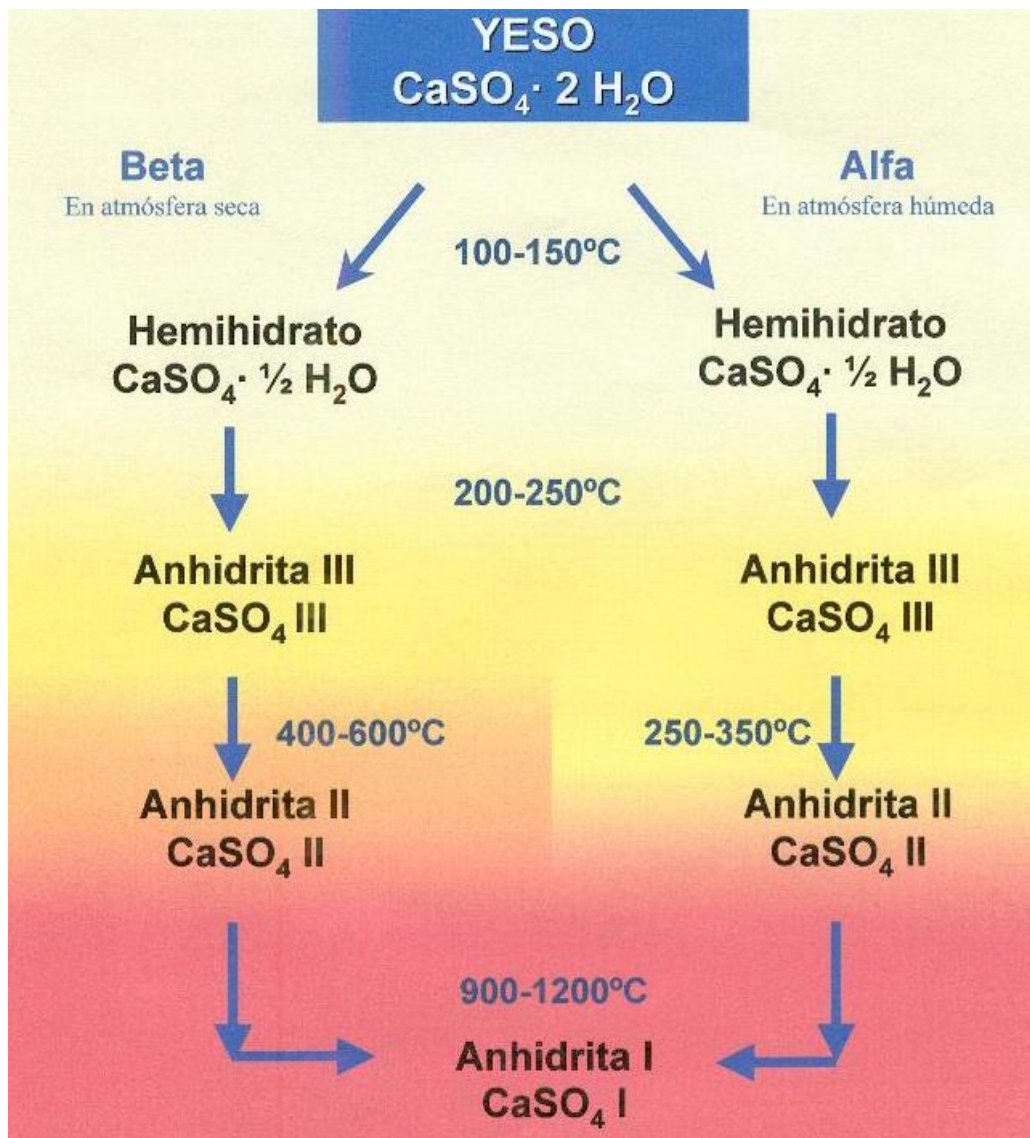 YESO
CaSO₄· 2 H₂O
Beta
En atmósfera seca
Alfa
En atmósfera húmeda
100-150ºC
Hemihidrato
CaSO₄· ½ H₂O
Hemihidrato
CaSO₄· ½ H₂O
200-250ºC
Anhidrita III
CaSO₄ III
Anhidrita III
CaSO₄ III
400-600ºC
250-350ºC
Anhidrita II
CaSO₄ II
Anhidrita II
CaSO₄ II
900-1200ºC
Anhidrita I
CaSO₄ I